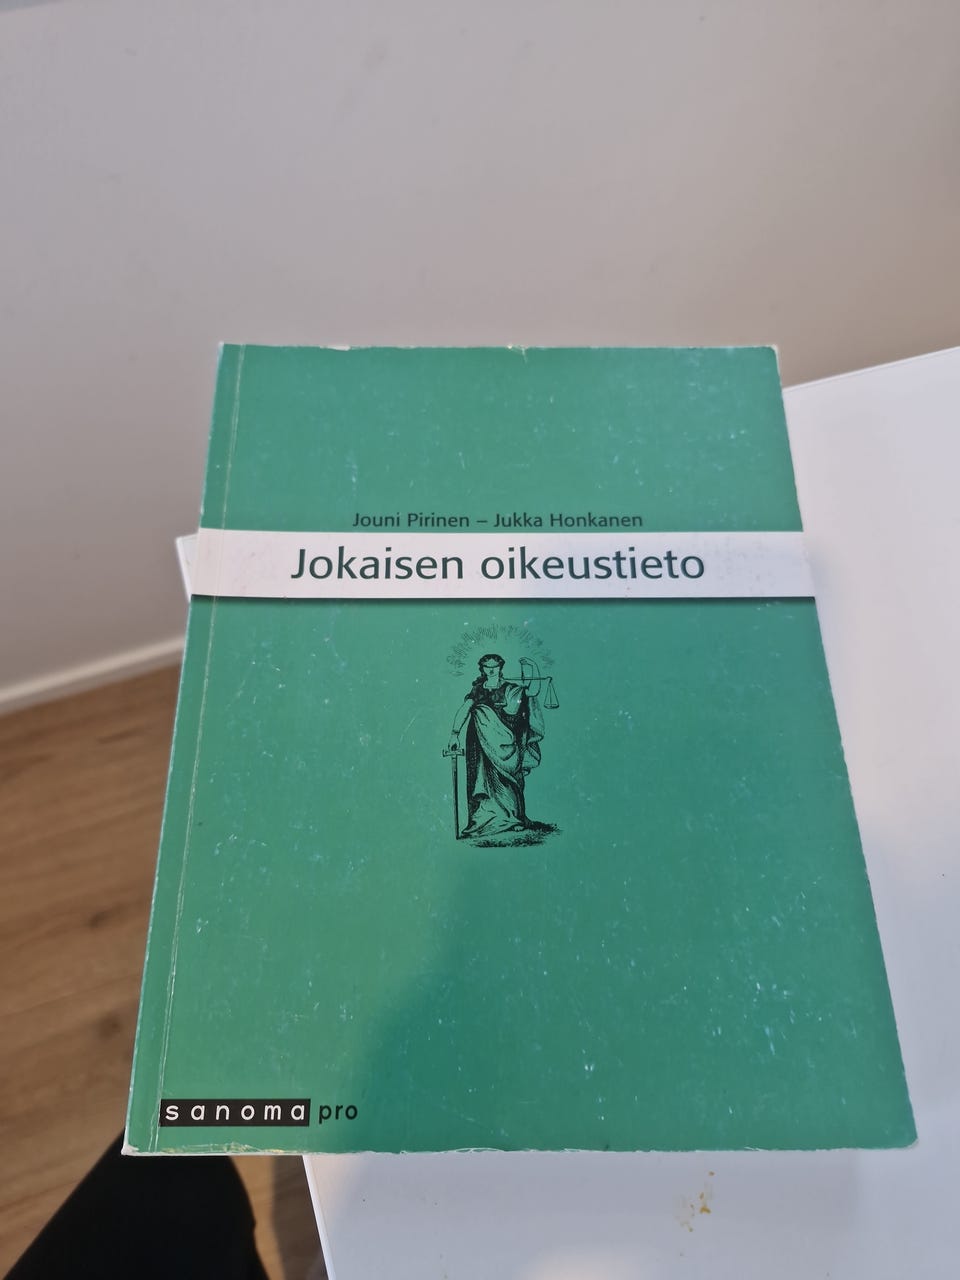 Jouni Pirinen – Jukka Honkanen
Jokaisen oikeustieto
sanoma pro